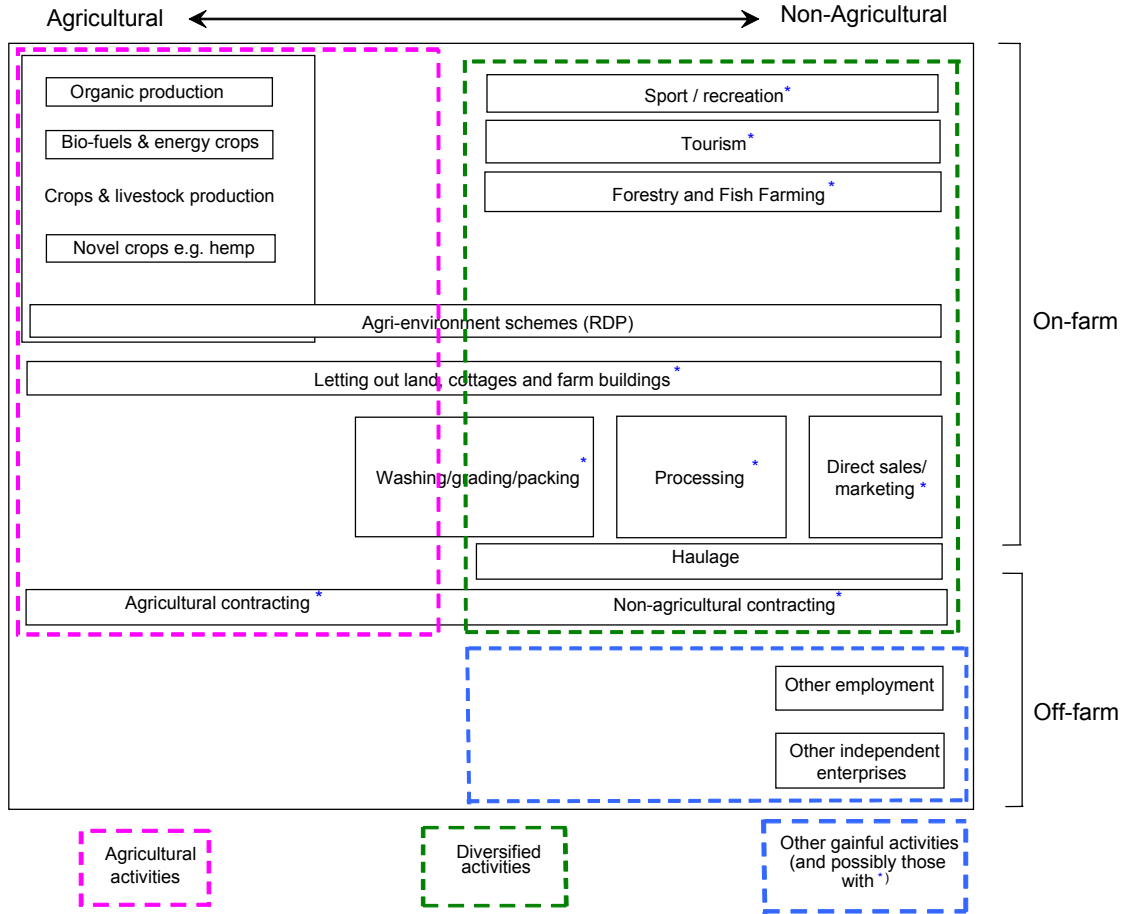 Agricultural
Non-Agricultural
Organic production
Sport / recreation*
Bio-fuels & energy crops
Tourism*
Crops & livestock production
Forestry and Fish Farming*
Novel crops e.g. hemp
Agri-environment schemes (RDP)
On-farm
Letting out land, cottages and farm buildings*
Washing/grading/packing*
Processing*
Direct sales/
marketing*
Haulage
Agricultural contracting*
Non-agricultural contracting*
Other employment
Off-farm
Other independent
enterprises
Agricultural
activities
Diversified
activities
Other gainful activities
(and possibly those
with *)